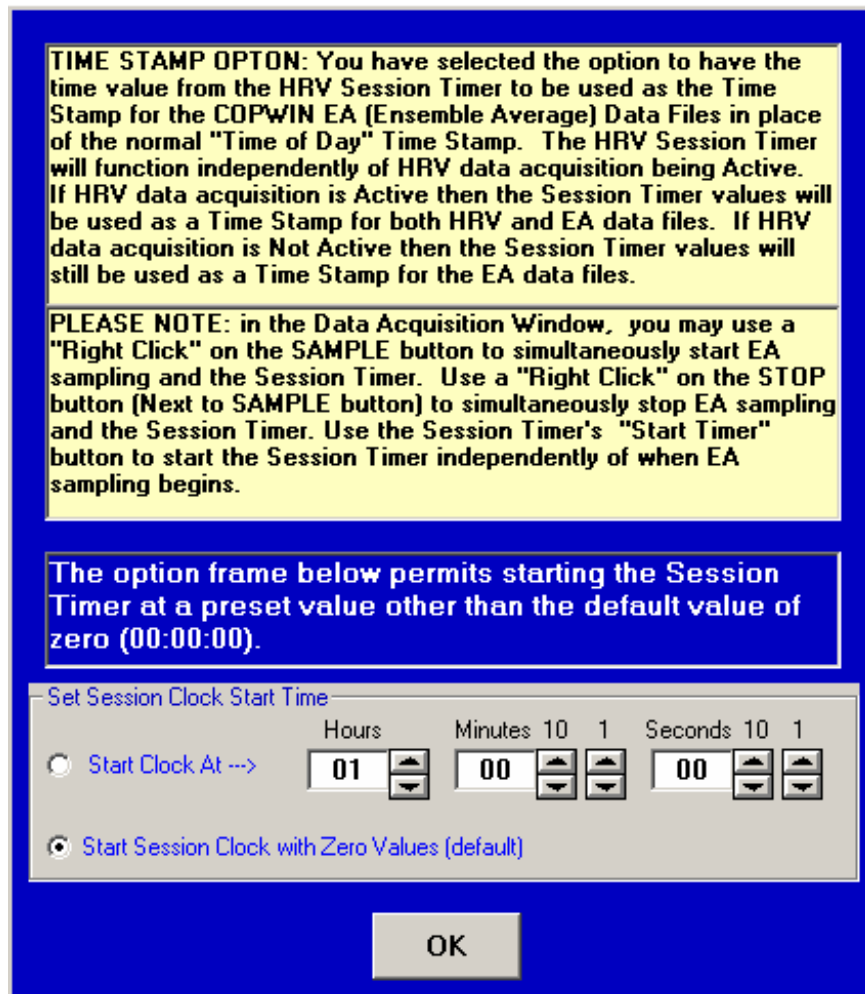 TIME STAMP OPTON: You have selected the option to have the
time value from the HRV Session Timer to be used as the Time
Stamp for the COPWIN EA (Ensemble Average) Data Files in place
of the normal "Time of Day" Time Stamp.  The HRV Session Timer
will function independently of HRV data acquisition being Active.
If HRV data acquisition is Active then the Session Timer values will
be used as a Time Stamp for both HRV and EA data files.  If HRV
data acquisition is Not Active then the Session Timer values will
still be used as a Time Stamp for the EA data files.
PLEASE NOTE: in the Data Acquisition Window,  you may use a
"Right Click" on the SAMPLE button to simultaneously start EA
sampling and the Session Timer.  Use a "Right Click" on the STOP
button (Next to SAMPLE button) to simultaneously stop EA sampling
and the Session Timer. Use the Session Timer's  "Start Timer"
button to start the Session Timer independently of when EA
sampling begins.
The option frame below permits starting the Session
Timer at a preset value other than the default value of
zero (00:00:00).
Set Session Clock Start Time
Hours Minutes 10 1 Seconds 10 1
Start Clock At ---> 01 00 00
Start Session Clock with Zero Values (default)
OK